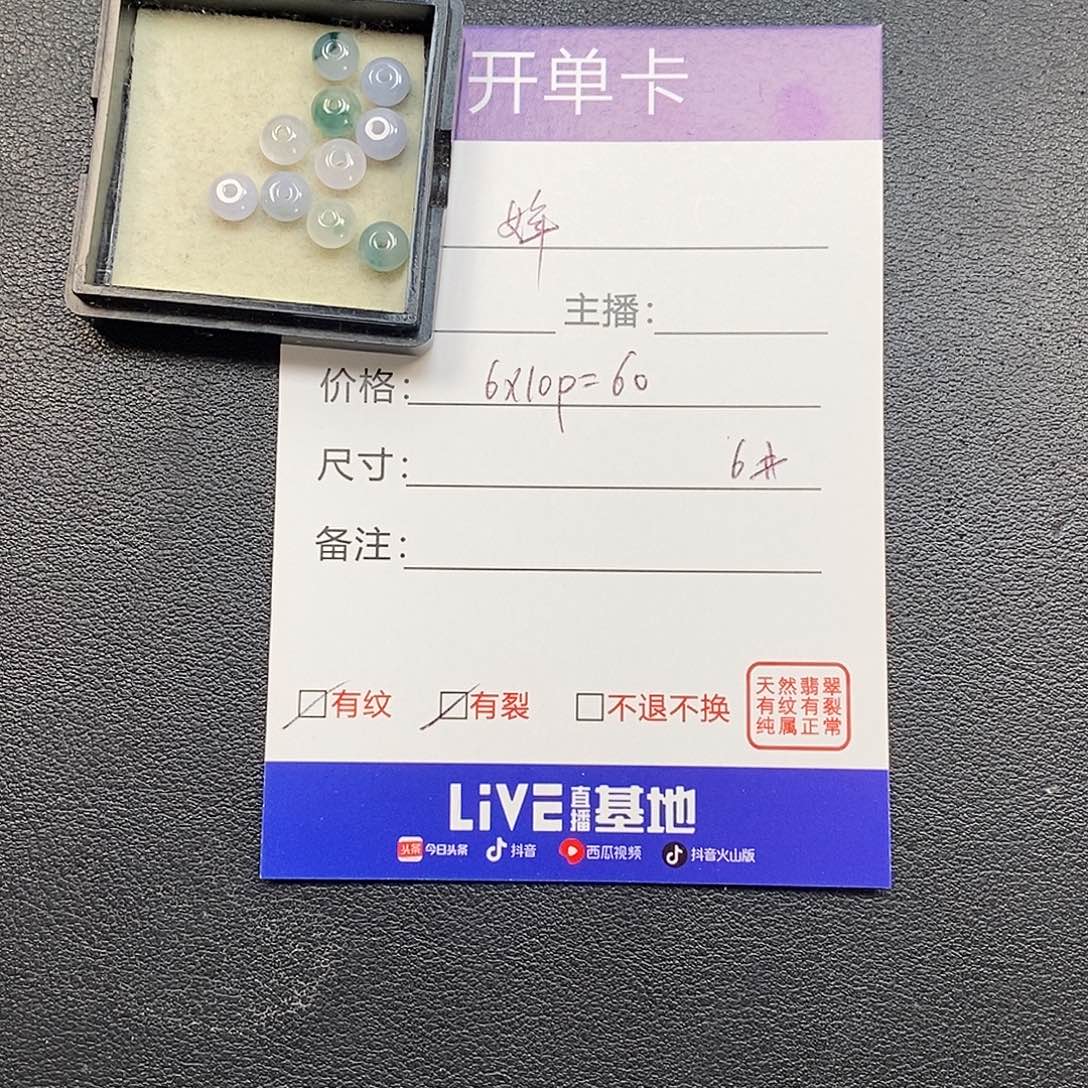 开单卡
主播：
价格： 6x10p=60
尺寸： 6#
备注：
有纹 有裂 不退不换
天然翡翠
有纹有裂
纯属正常
LiVE直播基地
头条 今日头条 抖音 西瓜视频 抖音火山版